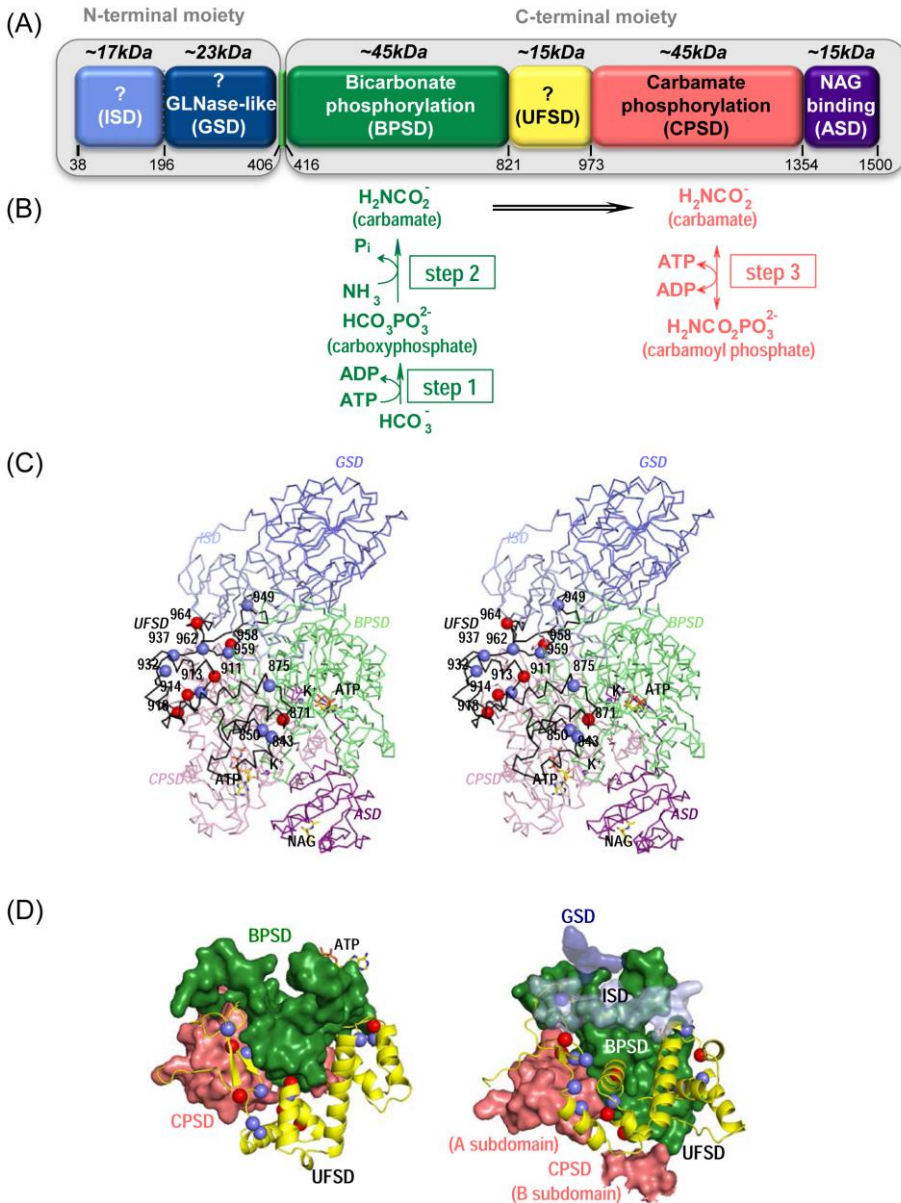 (A)
N-terminal moiety
C-terminal moiety
~17kDa
~23kDa
~45kDa
~15kDa
~45kDa
~15kDa
?
(ISD)
?
GLNase-like
(GSD)
Bicarbonate
phosphorylation
(BPSD)
?
(UFSD)
Carbamate
phosphorylation
(CPSD)
NAG
binding
(ASD)
38
196
406
416
821
973
1354
1500
(B)
H₂NCO₂⁻
(carbamate)
Pi
step 2
NH₃
HCO₃PO₃²⁻
(carboxyphosphate)
ADP
ATP
step 1
HCO₃⁻
H₂NCO₂⁻
(carbamate)
ATP
ADP
step 3
H₂NCO₂PO₃²⁻
(carbamoyl phosphate)
(C)
GSD
ISD
949
964
UFSD
937
962
958
959
BPSD
932
913
911
875
914
918
K⁺
ATP
871
850
843
K⁺
CPSD
ATP
ASD
NAG
GSD
ISD
949
964
UFSD
937
962
958
959
BPSD
932
913
911
875
914
918
K⁺
ATP
871
850
843
K⁺
CPSD
ATP
ASD
NAG
(D)
BPSD
ATP
CPSD
UFSD
GSD
ISD
BPSD
(A subdomain)
UFSD
CPSD
(B subdomain)